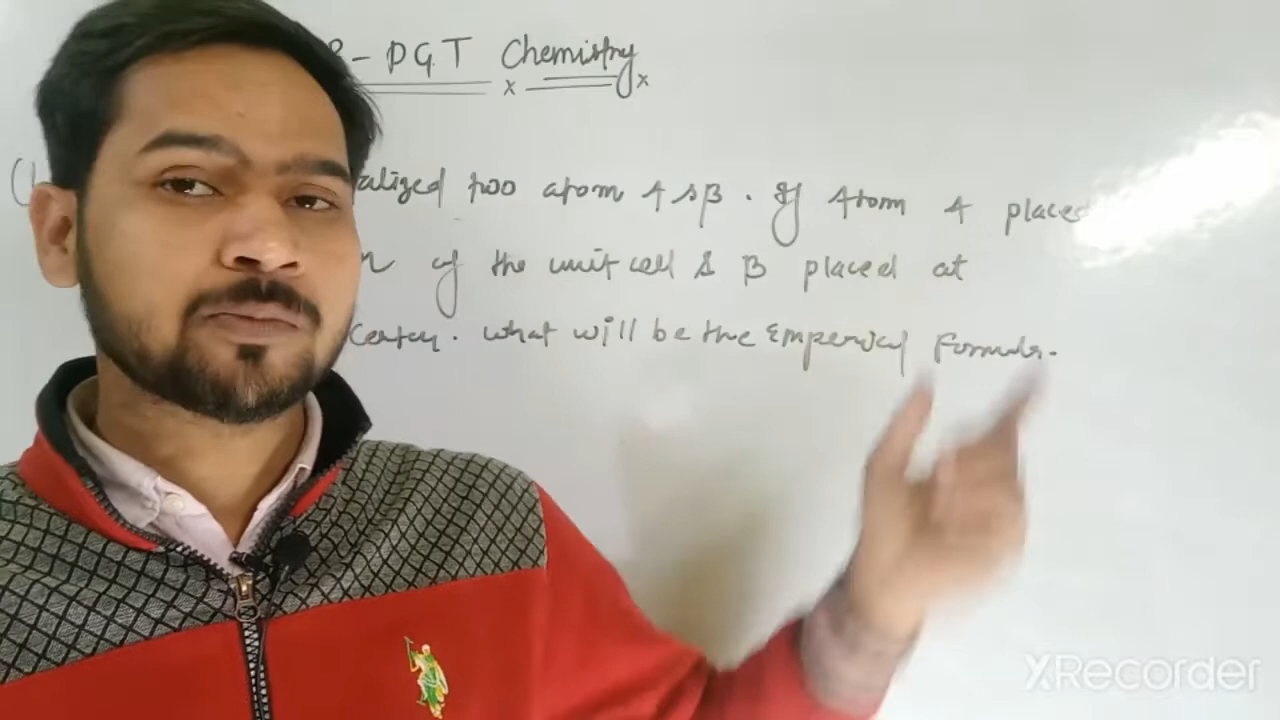 - PGT Chemistry
alized two atom A & B. If Atom A placed
of the unit cell & B placed at
Center. What will be the Emperical Formula.
XRecorder